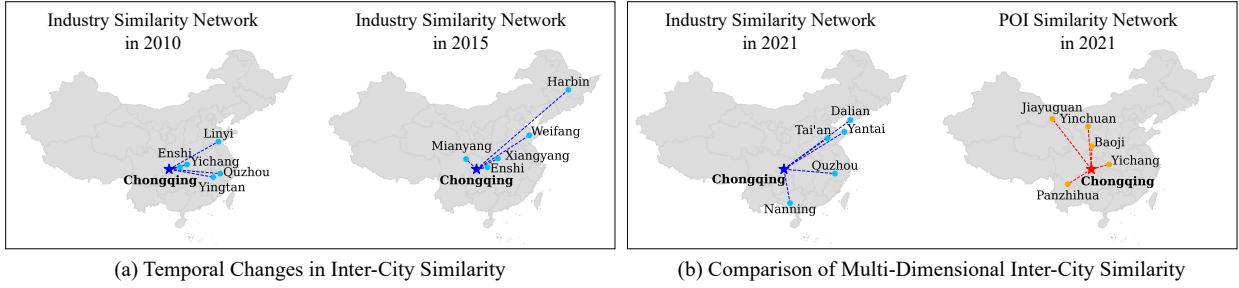 Industry Similarity Network
in 2010
Linyi
Enshi
Yichang
Quzhou
Chongqing
Yingtan
Industry Similarity Network
in 2015
Harbin
Weifang
Mianyang
Xiangyang
Enshi
Chongqing
(a) Temporal Changes in Inter-City Similarity
Industry Similarity Network
in 2021
Dalian
Tai'an
Yantai
Quzhou
Chongqing
Nanning
POI Similarity Network
in 2021
Jiayuguan
Yinchuan
Baoji
Yichang
Chongqing
Panzhihua
(b) Comparison of Multi-Dimensional Inter-City Similarity